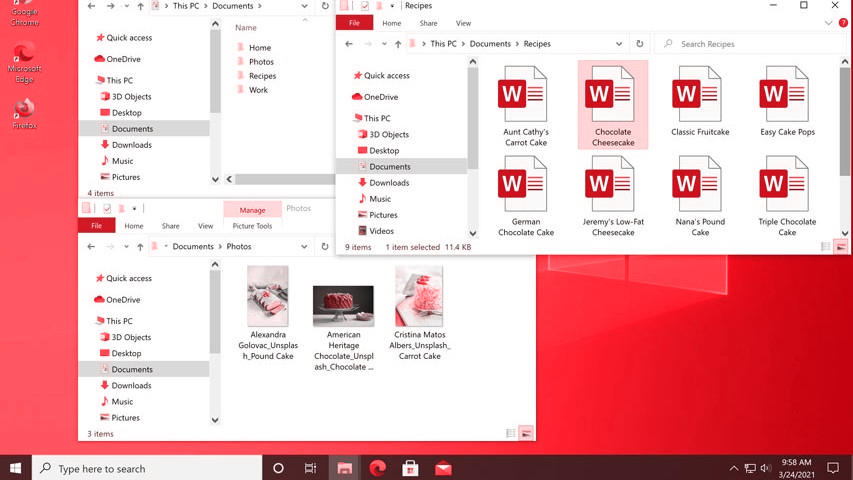 Google
Chrome
Microsoft
Edge
Firefox
This PC
Documents
Quick access
OneDrive
This PC
3D Objects
Desktop
Documents
Downloads
Music
Pictures
4 items
Name
Home
Photos
Recipes
Work
Recipes
File
Home
Share
View
?
This PC
Documents
Recipes
Search Recipes
Quick access
OneDrive
This PC
3D Objects
Desktop
Documents
Downloads
Music
Pictures
Videos
Aunt Cathy's
Carrot Cake
Chocolate
Cheesecake
Classic Fruitcake
Easy Cake Pops
German
Chocolate Cake
Jeremy's Low-Fat
Cheesecake
Nana's Pound
Cake
Triple Chocolate
Cake
W
W
W
W
W
W
W
W
9 items 1 item selected 11.4 KB
Manage
Photos
File
Home
Share
View
Picture Tools
Documents
Photos
Quick access
OneDrive
This PC
3D Objects
Desktop
Documents
Downloads
Music
Pictures
Alexandra
Golovac_Unsplas
h_Pound Cake
American
Heritage
Chocolate_Unspl
ash_Chocolate ...
Cristina Matos
Albers_Unsplash_
Carrot Cake
3 items
Type here to search
9:58 AM
3/24/2021